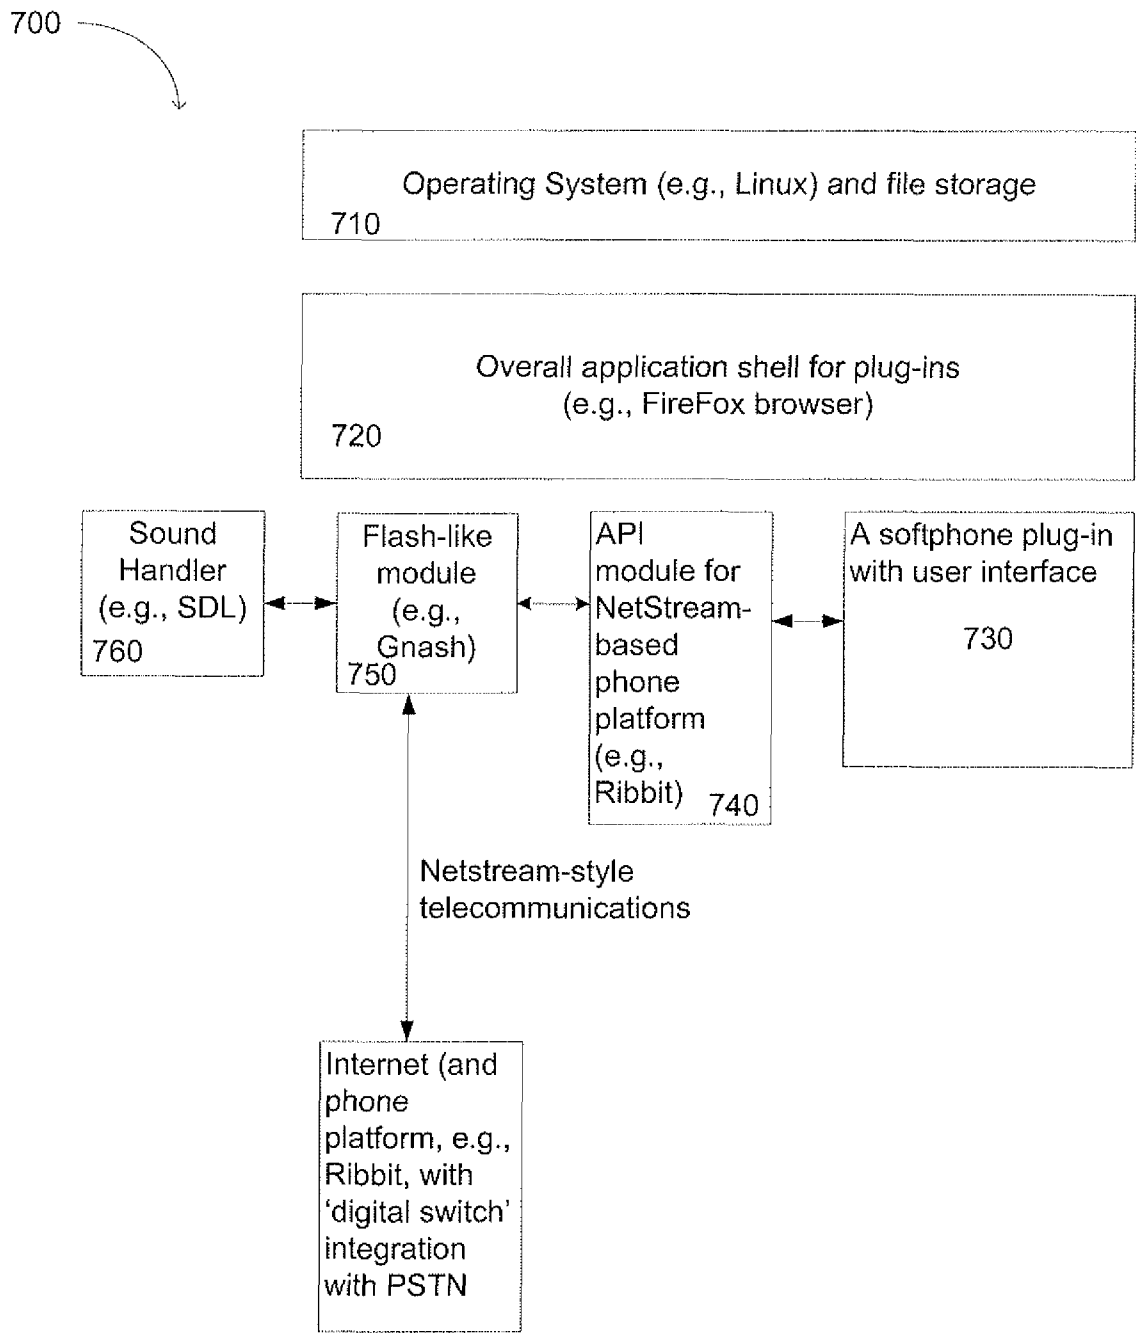 700
Operating System (e.g., Linux) and file storage
710
Overall application shell for plug-ins
(e.g., FireFox browser)
720
Sound
Handler
(e.g., SDL)
760
Flash-like
module
(e.g.,
Gnash)
750
API
module for
NetStream-
based
phone
platform
(e.g.,
Ribbit)
740
A softphone plug-in
with user interface
730
Netstream-style
telecommunications
Internet (and
phone
platform, e.g.,
Ribbit, with
‘digital switch’
integration
with PSTN